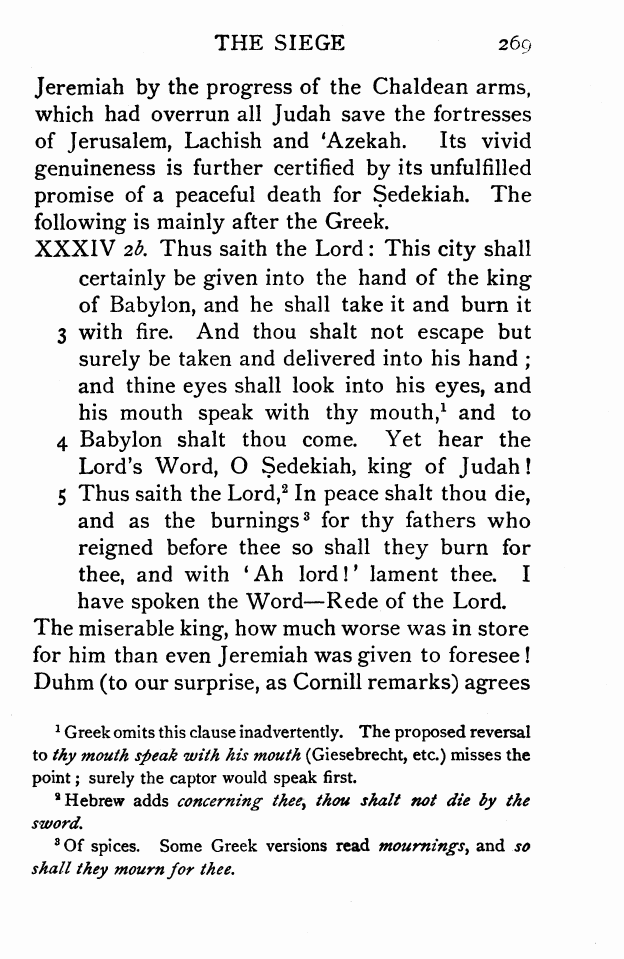 THE SIEGE 269
Jeremiah by the progress of the Chaldean arms,
which had overrun all Judah save the fortresses
of Jerusalem, Lachish and ‘Azekah. Its vivid
genuineness is further certified by its unfulfilled
promise of a peaceful death for Ṣedekiah. The
following is mainly after the Greek.
XXXIV 2b. Thus saith the Lord : This city shall
certainly be given into the hand of the king
of Babylon, and he shall take it and burn it
3 with fire. And thou shalt not escape but
surely be taken and delivered into his hand ;
and thine eyes shall look into his eyes, and
his mouth speak with thy mouth,¹ and to
4 Babylon shalt thou come. Yet hear the
Lord's Word, O Ṣedekiah, king of Judah !
5 Thus saith the Lord,² In peace shalt thou die,
and as the burnings³ for thy fathers who
reigned before thee so shall they burn for
thee, and with ‘Ah lord !’ lament thee. I
have spoken the Word—Rede of the Lord.
The miserable king, how much worse was in store
for him than even Jeremiah was given to foresee !
Duhm (to our surprise, as Cornill remarks) agrees
¹ Greek omits this clause inadvertently. The proposed reversal
to thy mouth speak with his mouth (Giesebrecht, etc.) misses the
point ; surely the captor would speak first.
² Hebrew adds concerning thee, thou shalt not die by the
sword.
³ Of spices. Some Greek versions read mournings, and so
shall they mourn for thee.